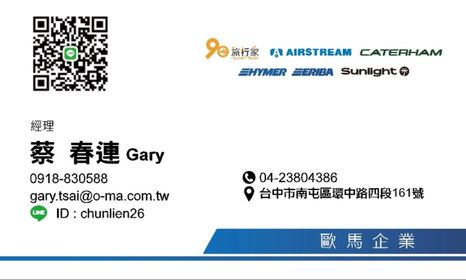 旅行家 AIRSTREAM CATERHAM
HYMER ERIBA Sunlight
經理
蔡 春連 Gary
0918-830588
04-23804386
gary.tsai@o-ma.com.tw
台中市南屯區環中路四段161號
LINE ID : chunlien26
歐馬企業